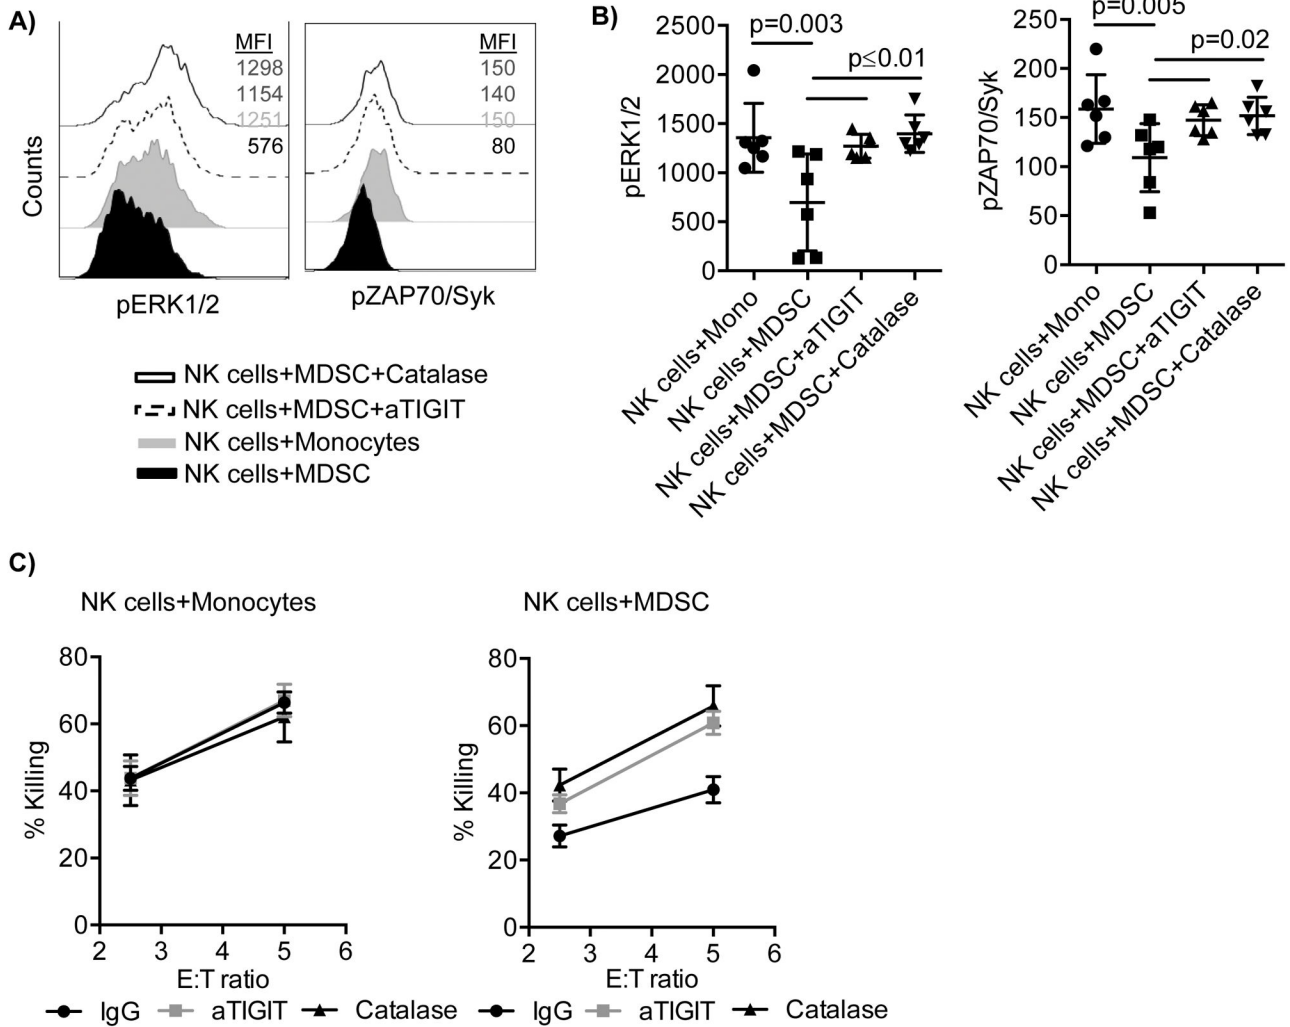 A)
MFI
1298
1154
1251
576
MFI
150
140
150
80
Counts
pERK1/2
pZAP70/Syk
NK cells+MDSC+Catalase
NK cells+MDSC+aTIGIT
NK cells+Monocytes
NK cells+MDSC
B)
2500
2000
1500
1000
500
0
pERK1/2
p=0.003
p≤0.01
NK cells+Mono
NK cells+MDSC
NK cells+MDSC+aTIGIT
NK cells+MDSC+Catalase
250
200
150
100
50
0
pZAP70/Syk
p=0.005
p=0.02
NK cells+Mono
NK cells+MDSC
NK cells+MDSC+aTIGIT
NK cells+MDSC+Catalase
C)
NK cells+Monocytes
80
60
40
20
0
% Killing
2 3 4 5 6
E:T ratio
IgG aTIGIT Catalase
NK cells+MDSC
80
60
40
20
0
% Killing
2 3 4 5 6
E:T ratio
IgG aTIGIT Catalase